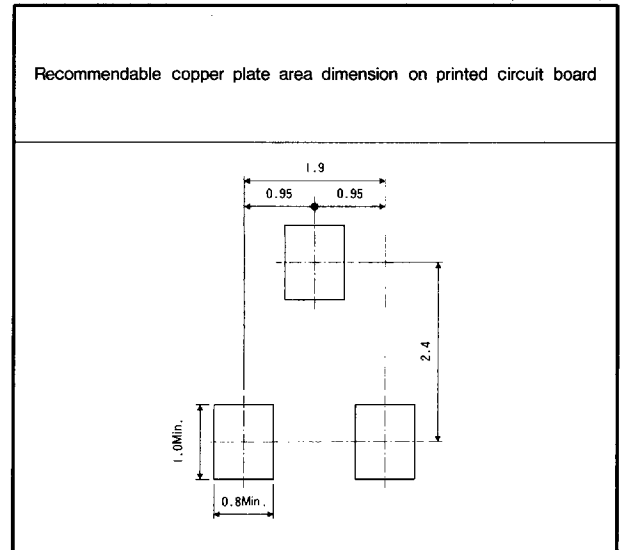 Recommendable copper plate area dimension on printed circuit board
1.9
0.95 0.95
2.4
1.0Min.
0.8Min.